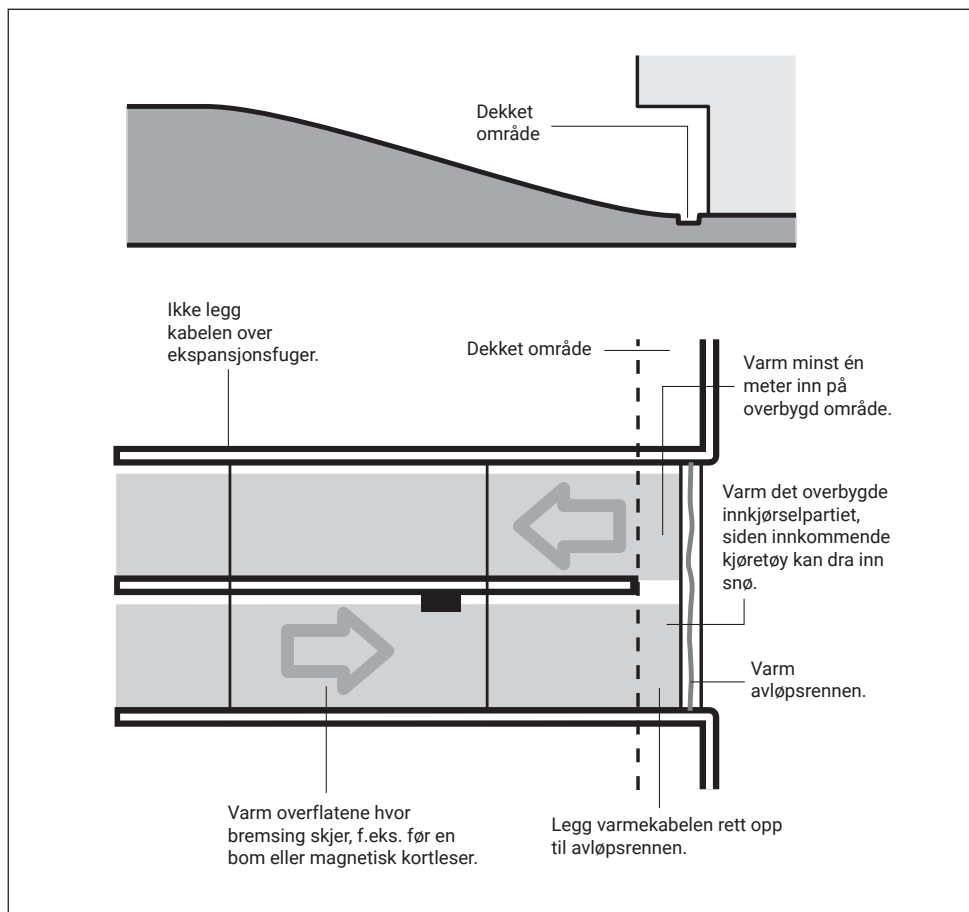 Dekket
område
Ikke legg
kabelen over
ekspansjonsfuger.
Dekket område
Varm minst én
meter inn på
overbygd område.
Varm det overbygde
innkjørselpartiet,
siden innkommende
kjøretøy kan dra inn
snø.
Varm
avløpsrennen.
Varm overflatene hvor
bremsing skjer, f.eks. før en
bom eller magnetisk kortleser.
Legg varmekabelen rett opp
til avløpsrennen.